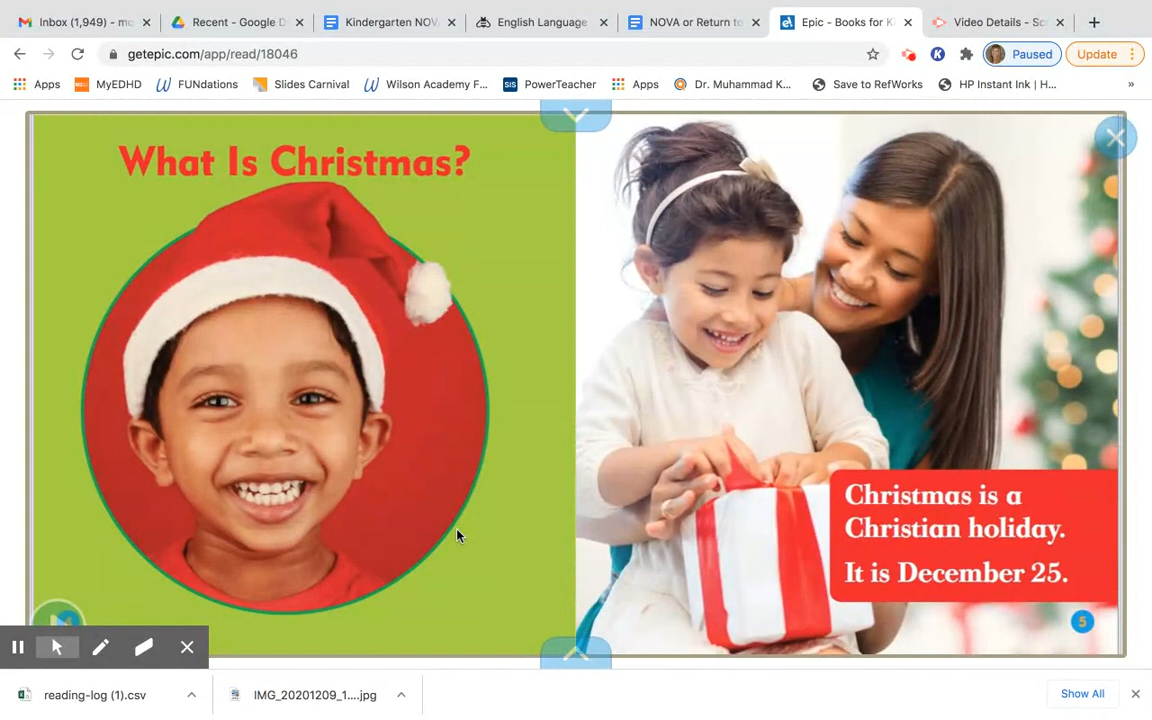 Inbox (1,949) - mc
Recent - Google D
Kindergarten NOV
English Language
NOVA or Return to
Epic - Books for K
Video Details - Sc
getepic.com/app/read/18046
Paused
Update
Apps
MyEDHD
FUNdations
Slides Carnival
Wilson Academy F...
SIS
PowerTeacher
Apps
Dr. Muhammad K...
Save to RefWorks
HP Instant Ink | H...
»
What Is Christmas?
Christmas is a
Christian holiday.
It is December 25.
5
reading-log (1).csv
IMG_20201209_1....jpg
Show All